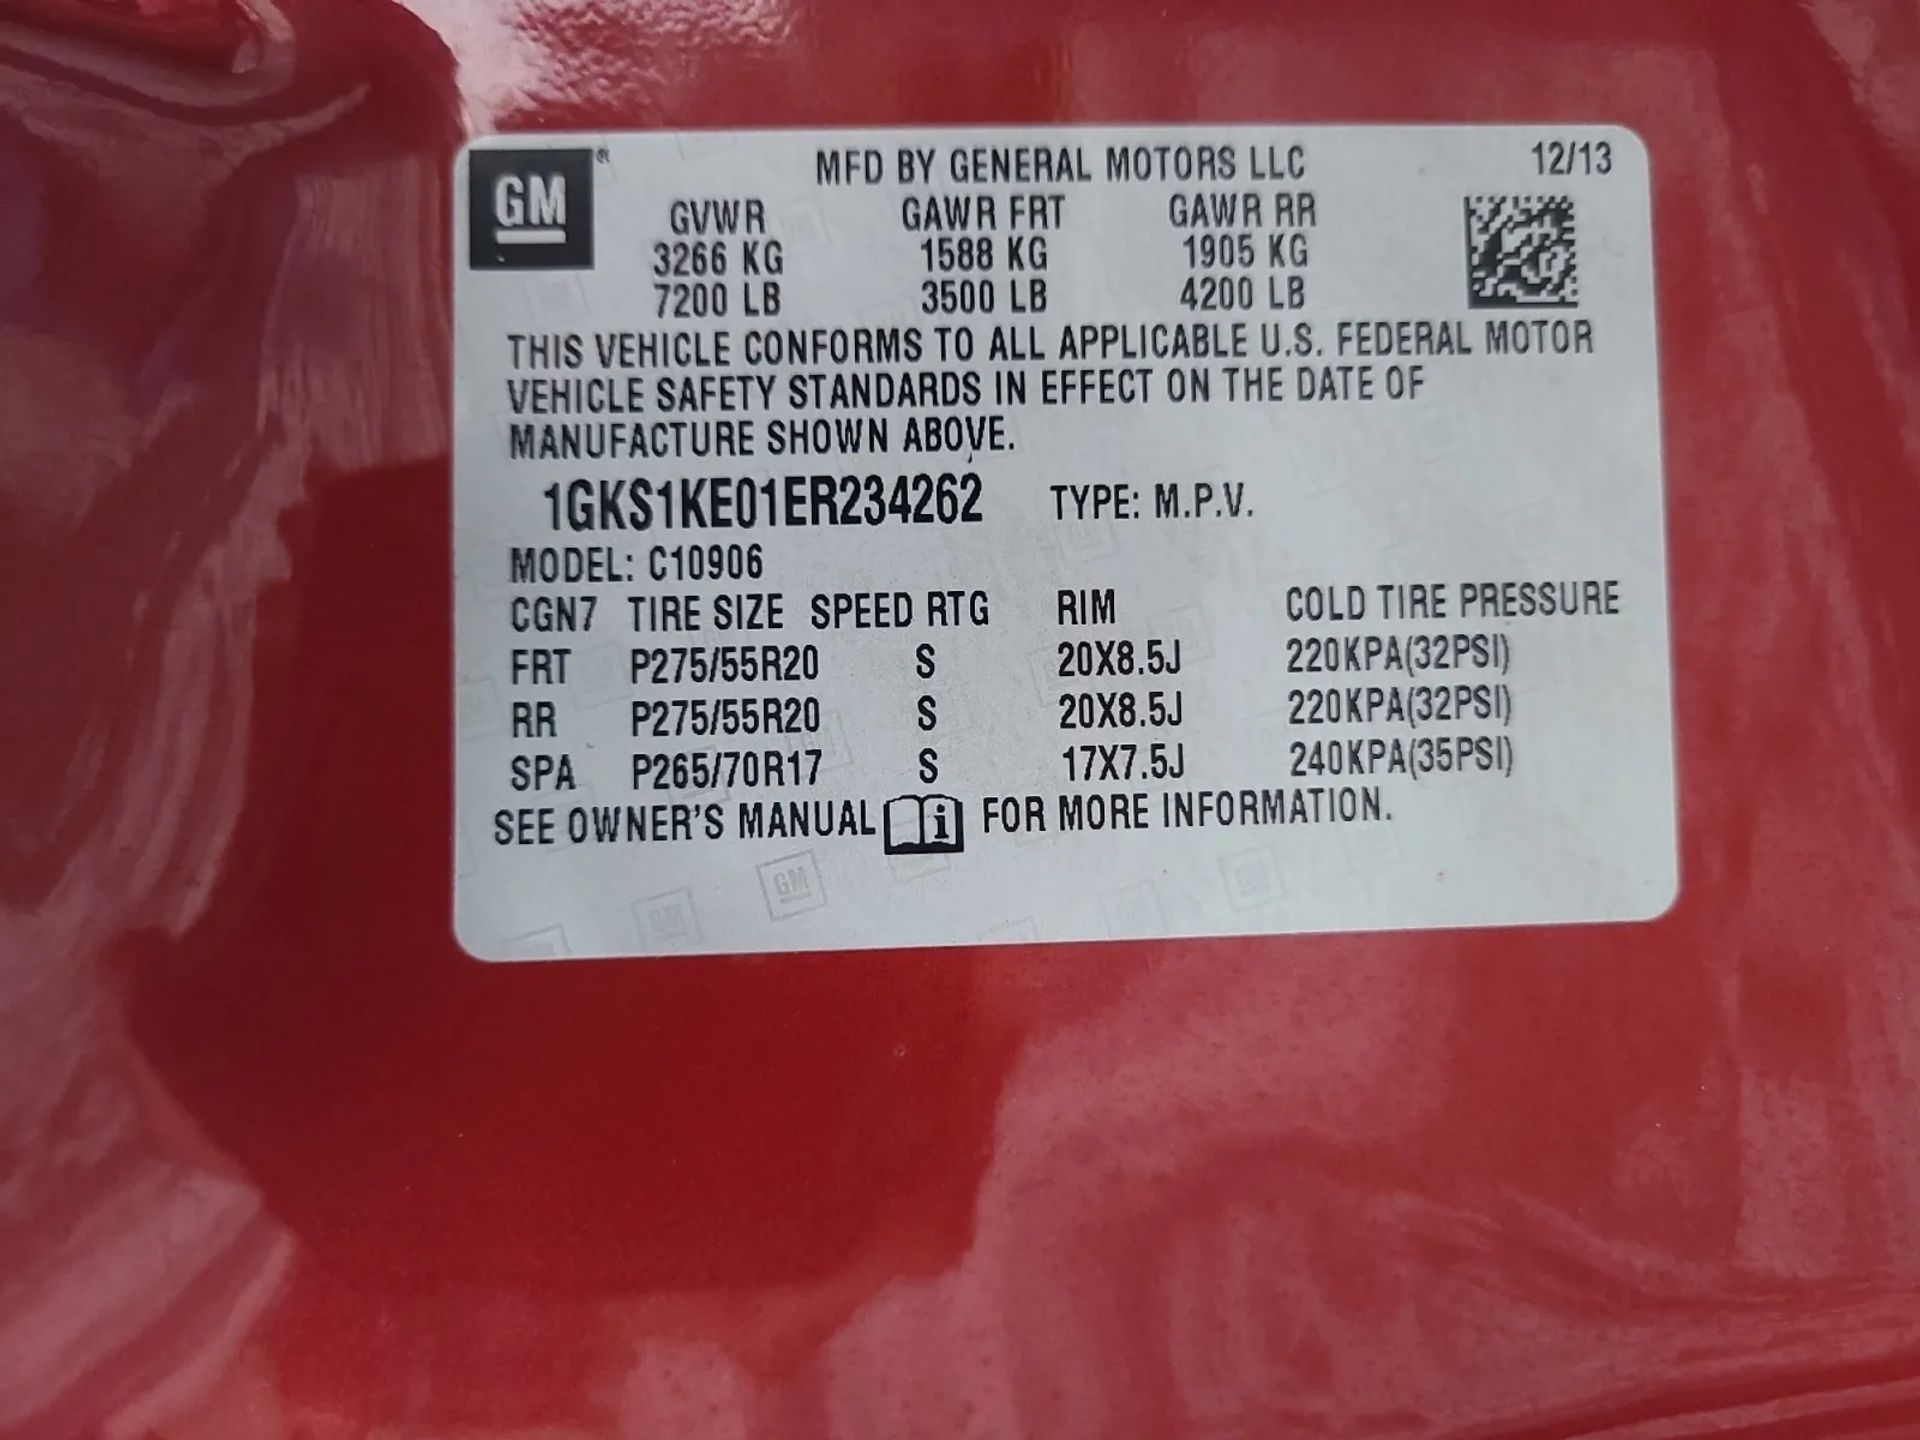 GM®
MFD BY GENERAL MOTORS LLC 12/13
GVWR GAWR FRT GAWR RR
3266 KG 1588 KG 1905 KG
7200 LB 3500 LB 4200 LB
THIS VEHICLE CONFORMS TO ALL APPLICABLE U.S. FEDERAL MOTOR
VEHICLE SAFETY STANDARDS IN EFFECT ON THE DATE OF
MANUFACTURE SHOWN ABOVE.
1GKS1KE01ER234262 TYPE: M.P.V.
MODEL: C10906
CGN7 TIRE SIZE SPEED RTG RIM COLD TIRE PRESSURE
FRT P275/55R20 S 20X8.5J 220KPA(32PSI)
RR P275/55R20 S 20X8.5J 220KPA(32PSI)
SPA P265/70R17 S 17X7.5J 240KPA(35PSI)
SEE OWNER'S MANUAL i FOR MORE INFORMATION.
GM